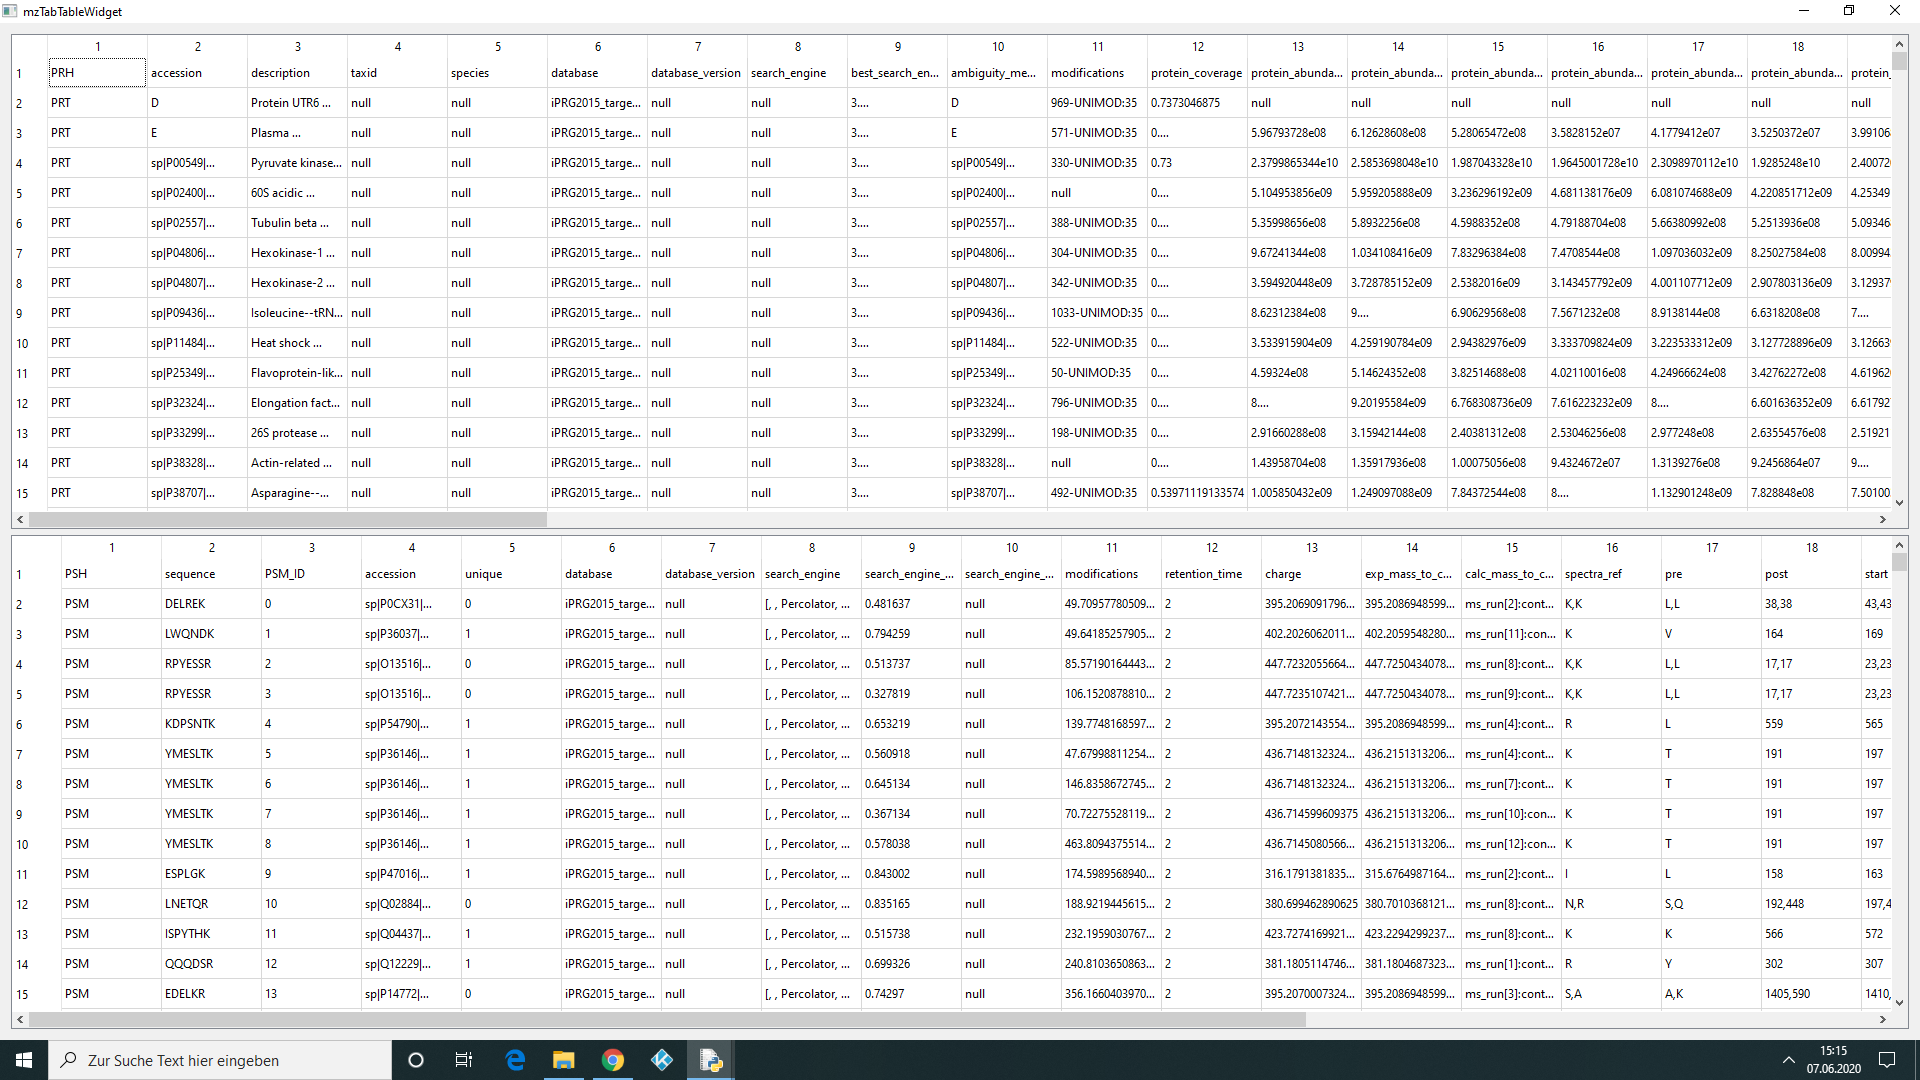 mzTabTableWidget
1 2 3 4 5 6 7 8 9 10 11 12 13 14 15 16 17 18
1 PRH accession description taxid species database database_version search_engine best_search_en... ambiguity_me... modifications protein_coverage protein_abunda... protein_abunda... protein_abunda... protein_abunda... protein_abunda... protein_abunda... protein_
2 PRT D Protein UTR6 ... null null iPRG2015_targe... null null 3.... D 969-UNIMOD:35 0.7373046875 null null null null null null null
3 PRT E Plasma ... null null iPRG2015_targe... null null 3.... E 571-UNIMOD:35 0.... 5.96793728e08 6.12628608e08 5.28065472e08 3.5828152e07 4.1779412e07 3.5250372e07 3.99106
4 PRT sp|P00549|... Pyruvate kinase... null null iPRG2015_targe... null null 3.... sp|P00549|... 330-UNIMOD:35 0.73 2.3799865344e10 2.5853698048e10 1.987043328e10 1.9645001728e10 2.3098970112e10 1.9285248e10 2.40072
5 PRT sp|P02400|... 60S acidic ... null null iPRG2015_targe... null null 3.... sp|P02400|... null 0.... 5.104953856e09 5.959205888e09 3.236296192e09 4.681138176e09 6.081074688e09 4.220851712e09 4.25349
6 PRT sp|P02557|... Tubulin beta ... null null iPRG2015_targe... null null 3.... sp|P02557|... 388-UNIMOD:35 0.... 5.35998656e08 5.8932256e08 4.5988352e08 4.79188704e08 5.66380992e08 5.2513936e08 5.09346
7 PRT sp|P04806|... Hexokinase-1 ... null null iPRG2015_targe... null null 3.... sp|P04806|... 304-UNIMOD:35 0.... 9.67241344e08 1.034108416e09 7.83296384e08 7.4708544e08 1.097036032e09 8.25027584e08 8.00994
8 PRT sp|P04807|... Hexokinase-2 ... null null iPRG2015_targe... null null 3.... sp|P04807|... 342-UNIMOD:35 0.... 3.594920448e09 3.728785152e09 2.5382016e09 3.143457792e09 4.001107712e09 2.907803136e09 3.12937
9 PRT sp|P09436|... Isoleucine--tRN... null null iPRG2015_targe... null null 3.... sp|P09436|... 1033-UNIMOD:35 0.... 8.62312384e08 9.... 6.90629568e08 7.5671232e08 8.9138144e08 6.6318208e08 7....
10 PRT sp|P11484|... Heat shock ... null null iPRG2015_targe... null null 3.... sp|P11484|... 522-UNIMOD:35 0.... 3.533915904e09 4.259190784e09 2.94382976e09 3.333709824e09 3.223533312e09 3.127728896e09 3.12663
11 PRT sp|P25349|... Flavoprotein-lik... null null iPRG2015_targe... null null 3.... sp|P25349|... 50-UNIMOD:35 0.... 4.59324e08 5.14624352e08 3.82514688e08 4.02110016e08 4.24966624e08 3.42762272e08 4.61962
12 PRT sp|P32324|... Elongation fact... null null iPRG2015_targe... null null 3.... sp|P32324|... 796-UNIMOD:35 0.... 8.... 9.20195584e09 6.768308736e09 7.616223232e09 8.... 6.601636352e09 6.61792
13 PRT sp|P33299|... 26S protease ... null null iPRG2015_targe... null null 3.... sp|P33299|... 198-UNIMOD:35 0.... 2.91660288e08 3.15942144e08 2.40381312e08 2.53046256e08 2.977248e08 2.63554576e08 2.51921
14 PRT sp|P38328|... Actin-related ... null null iPRG2015_targe... null null 3.... sp|P38328|... null 0.... 1.43958704e08 1.35917936e08 1.00075056e08 9.4324672e07 1.3139276e08 9.2456864e07 9....
15 PRT sp|P38707|... Asparagine--... null null iPRG2015_targe... null null 3.... sp|P38707|... 492-UNIMOD:35 0.53971119133574 1.005850432e09 1.249097088e09 7.84372544e08 8.... 1.132901248e09 7.828848e08 7.50100
1 2 3 4 5 6 7 8 9 10 11 12 13 14 15 16 17 18
1 PSH sequence PSM_ID accession unique database database_version search_engine search_engine_... search_engine_... modifications retention_time charge exp_mass_to_c... calc_mass_to_c... spectra_ref pre post start
2 PSM DELREK 0 sp|P0CX31|... 0 iPRG2015_targe... null [, , Percolator, ... 0.481637 null 49.70957780509... 2 395.2069091796... 395.2086948599... ms_run[2]:con... K,K L,L 38,38 43,43
3 PSM LWQNDK 1 sp|P36037|... 1 iPRG2015_targe... null [, , Percolator, ... 0.794259 null 49.64185257905... 2 402.2026062011... 402.2059548280... ms_run[11]:con... K V 164 169
4 PSM RPYESSR 2 sp|O13516|... 0 iPRG2015_targe... null [, , Percolator, ... 0.513737 null 85.57190164443... 2 447.7232055664... 447.7250434078... ms_run[8]:con... K,K L,L 17,17 23,23
5 PSM RPYESSR 3 sp|O13516|... 0 iPRG2015_targe... null [, , Percolator, ... 0.327819 null 106.1520878810... 2 447.7235107421... 447.7250434078... ms_run[9]:con... K,K L,L 17,17 23,23
6 PSM KDPSNTK 4 sp|P54790|... 1 iPRG2015_targe... null [, , Percolator, ... 0.653219 null 139.7748168597... 2 395.2072143554... 395.2086948599... ms_run[4]:con... R L 559 565
7 PSM YMESLTK 5 sp|P36146|... 1 iPRG2015_targe... null [, , Percolator, ... 0.560918 null 47.67998811254... 2 436.7148132324... 436.2151313206... ms_run[4]:con... K T 191 197
8 PSM YMESLTK 6 sp|P36146|... 1 iPRG2015_targe... null [, , Percolator, ... 0.645134 null 146.8358672745... 2 436.7148132324... 436.2151313206... ms_run[7]:con... K T 191 197
9 PSM YMESLTK 7 sp|P36146|... 1 iPRG2015_targe... null [, , Percolator, ... 0.367134 null 70.72275528119... 2 436.714599609375 436.2151313206... ms_run[10]:con... K T 191 197
10 PSM YMESLTK 8 sp|P36146|... 1 iPRG2015_targe... null [, , Percolator, ... 0.578038 null 463.8094375514... 2 436.7145080566... 436.2151313206... ms_run[12]:con... K T 191 197
11 PSM ESPLGK 9 sp|P47016|... 1 iPRG2015_targe... null [, , Percolator, ... 0.843002 null 174.5989568940... 2 316.1791381835... 315.6764987164... ms_run[2]:con... I L 158 163
12 PSM LNETQR 10 sp|Q02884|... 0 iPRG2015_targe... null [, , Percolator, ... 0.835165 null 188.9219445615... 2 380.699462890625 380.7010368121... ms_run[8]:con... N,R S,Q 192,448 197,4
13 PSM ISPYTHK 11 sp|Q04437|... 1 iPRG2015_targe... null [, , Percolator, ... 0.515738 null 232.1959030767... 2 423.7274169921... 423.2294299237... ms_run[8]:con... K K 566 572
14 PSM QQQDSR 12 sp|Q12229|... 1 iPRG2015_targe... null [, , Percolator, ... 0.699326 null 240.8103650863... 2 381.1805114746... 381.1804687323... ms_run[1]:con... R Y 302 307
15 PSM EDELKR 13 sp|P14772|... 0 iPRG2015_targe... null [, , Percolator, ... 0.74297 null 356.1660403970... 2 395.2070007324... 395.2086948599... ms_run[3]:con... S,A A,K 1405,590 1410,
Zur Suche Text hier eingeben
15:15
07.06.2020